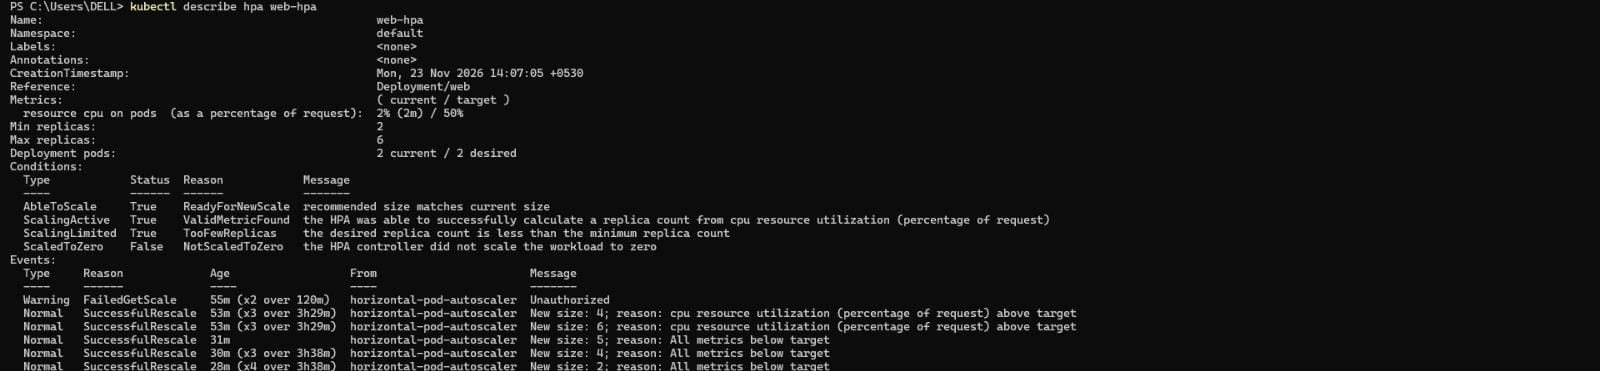 PS C:\Users\DELL> kubectl describe hpa web-hpa
Name: web-hpa
Namespace: default
Labels: <none>
Annotations: <none>
CreationTimestamp: Mon, 23 Nov 2026 14:07:05 +0530
Reference: Deployment/web
Metrics: ( current / target )
resource cpu on pods (as a percentage of request): 2% (2m) / 50%
Min replicas: 2
Max replicas: 6
Deployment pods: 2 current / 2 desired
Conditions:
Type Status Reason Message
---- ------ ------ -------
AbleToScale True ReadyForNewScale recommended size matches current size
ScalingActive True ValidMetricFound the HPA was able to successfully calculate a replica count from cpu resource utilization (percentage of request)
ScalingLimited True TooFewReplicas the desired replica count is less than the minimum replica count
ScaledToZero False NotScaledToZero the HPA controller did not scale the workload to zero
Events:
Type Reason Age From Message
---- ------ ---- ---- -------
Warning FailedGetScale 55m (x2 over 120m) horizontal-pod-autoscaler Unauthorized
Normal SuccessfulRescale 53m (x3 over 3h29m) horizontal-pod-autoscaler New size: 4; reason: cpu resource utilization (percentage of request) above target
Normal SuccessfulRescale 53m (x3 over 3h29m) horizontal-pod-autoscaler New size: 6; reason: cpu resource utilization (percentage of request) above target
Normal SuccessfulRescale 31m horizontal-pod-autoscaler New size: 5; reason: All metrics below target
Normal SuccessfulRescale 30m (x3 over 3h38m) horizontal-pod-autoscaler New size: 4; reason: All metrics below target
Normal SuccessfulRescale 28m (x4 over 3h38m) horizontal-pod-autoscaler New size: 2; reason: All metrics below target